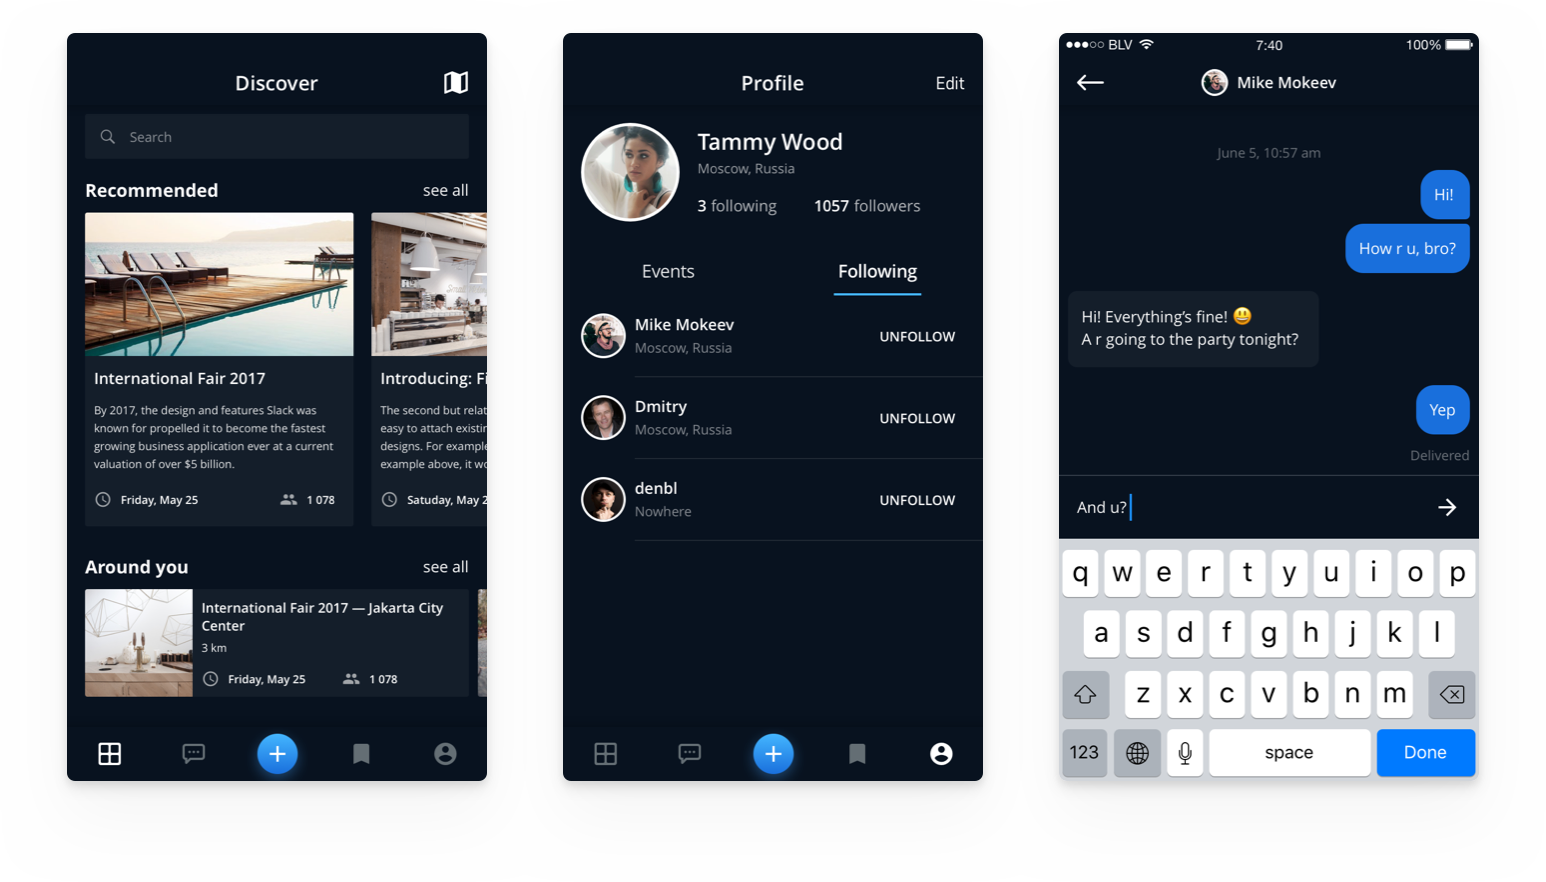 Discover
Search
Recommended see all
International Fair 2017
By 2017, the design and features Slack was
known for propelled it to become the fastest
growing business application ever at a current
valuation of over $5 billion.
Friday, May 25 1 078
Introducing: Fi
The second but relat
easy to attach existin
designs. For example
example above, it wo
Satuday, May 2
Around you see all
International Fair 2017 — Jakarta City
Center
3 km
Friday, May 25 1 078
Profile Edit
Tammy Wood
Moscow, Russia
3 following 1057 followers
Events Following
Mike Mokeev
Moscow, Russia
UNFOLLOW
Dmitry
Moscow, Russia
UNFOLLOW
denbl
Nowhere
UNFOLLOW
BLV 7:40 100%
Mike Mokeev
June 5, 10:57 am
Hi!
How r u, bro?
Hi! Everything's fine! 😃
A r going to the party tonight?
Yep
Delivered
And u?
q w e r t y u i o p
a s d f g h j k l
z x c v b n m
123 space Done